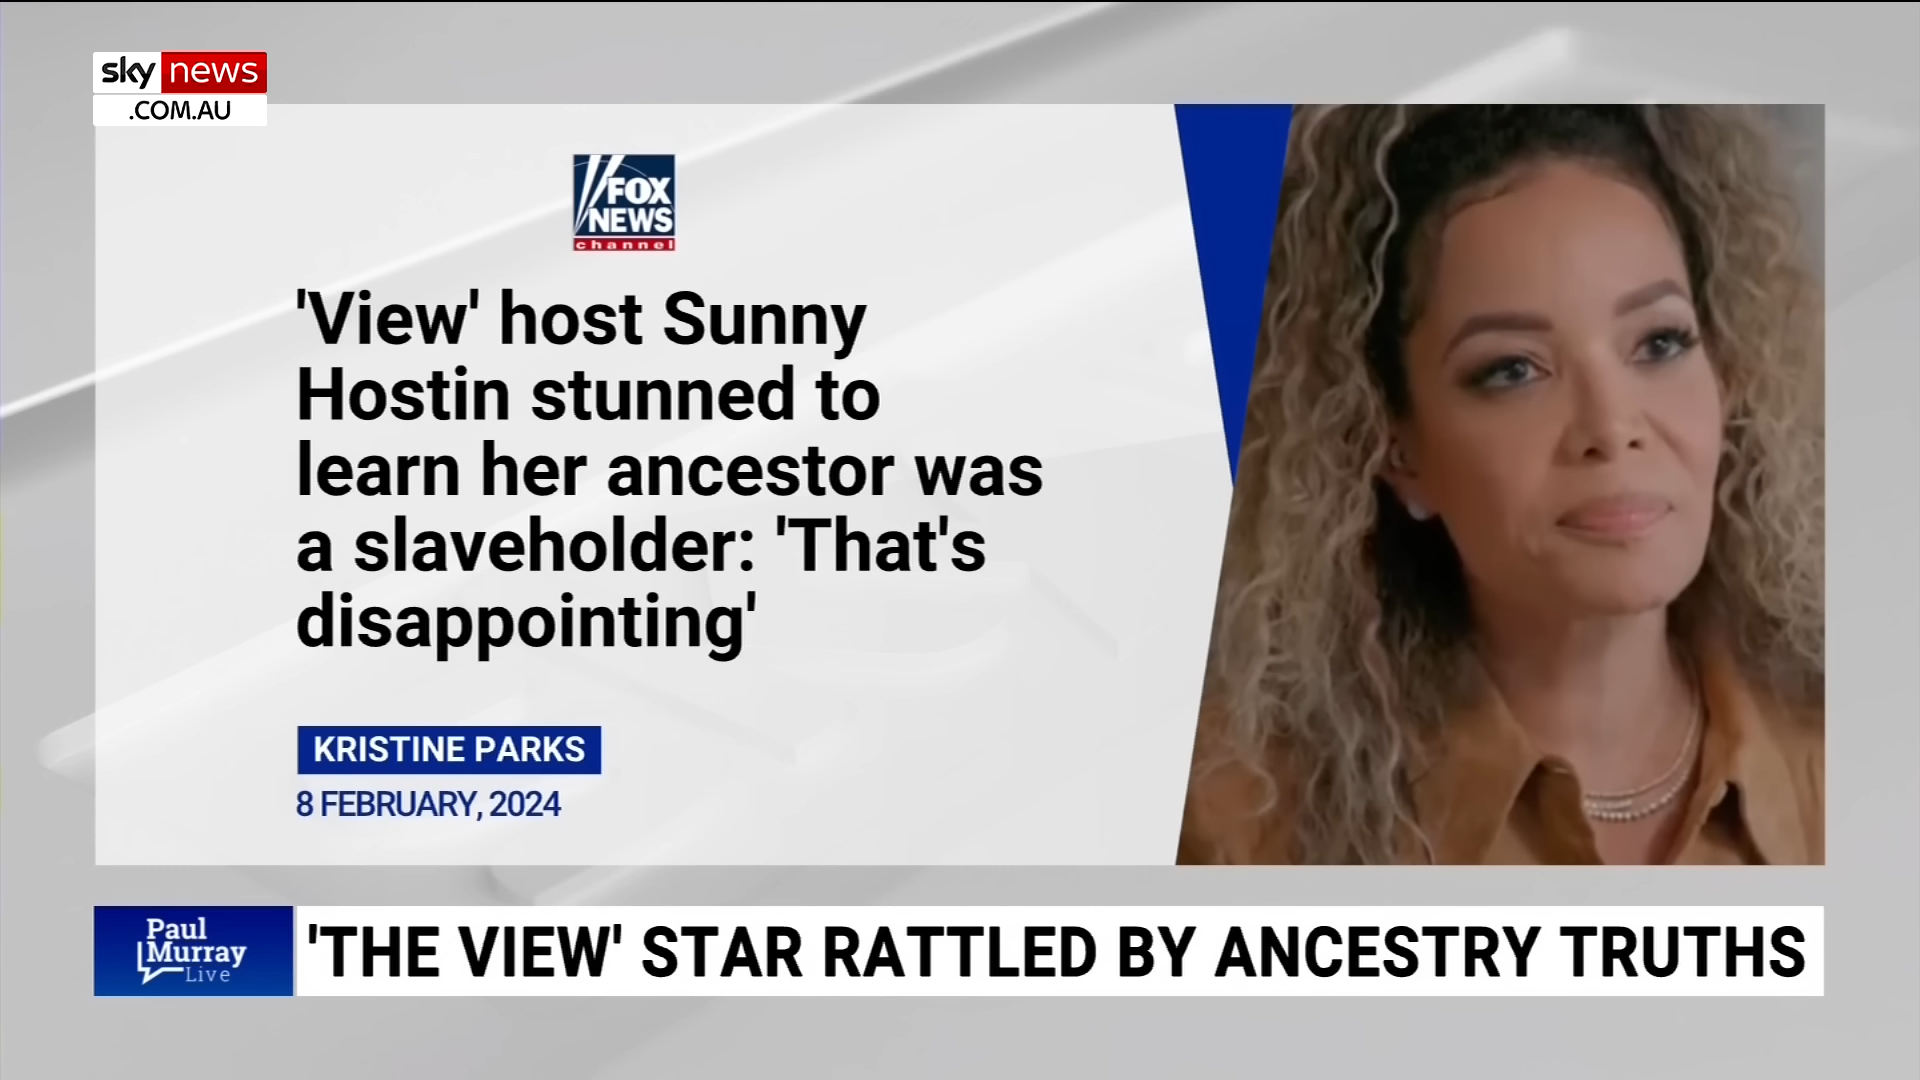 sky news
.COM.AU
FOX
NEWS
channel
'View' host Sunny
Hostin stunned to
learn her ancestor was
a slaveholder: 'That's
disappointing'
KRISTINE PARKS
8 FEBRUARY, 2024
Paul
Murray
Live
'THE VIEW' STAR RATTLED BY ANCESTRY TRUTHS